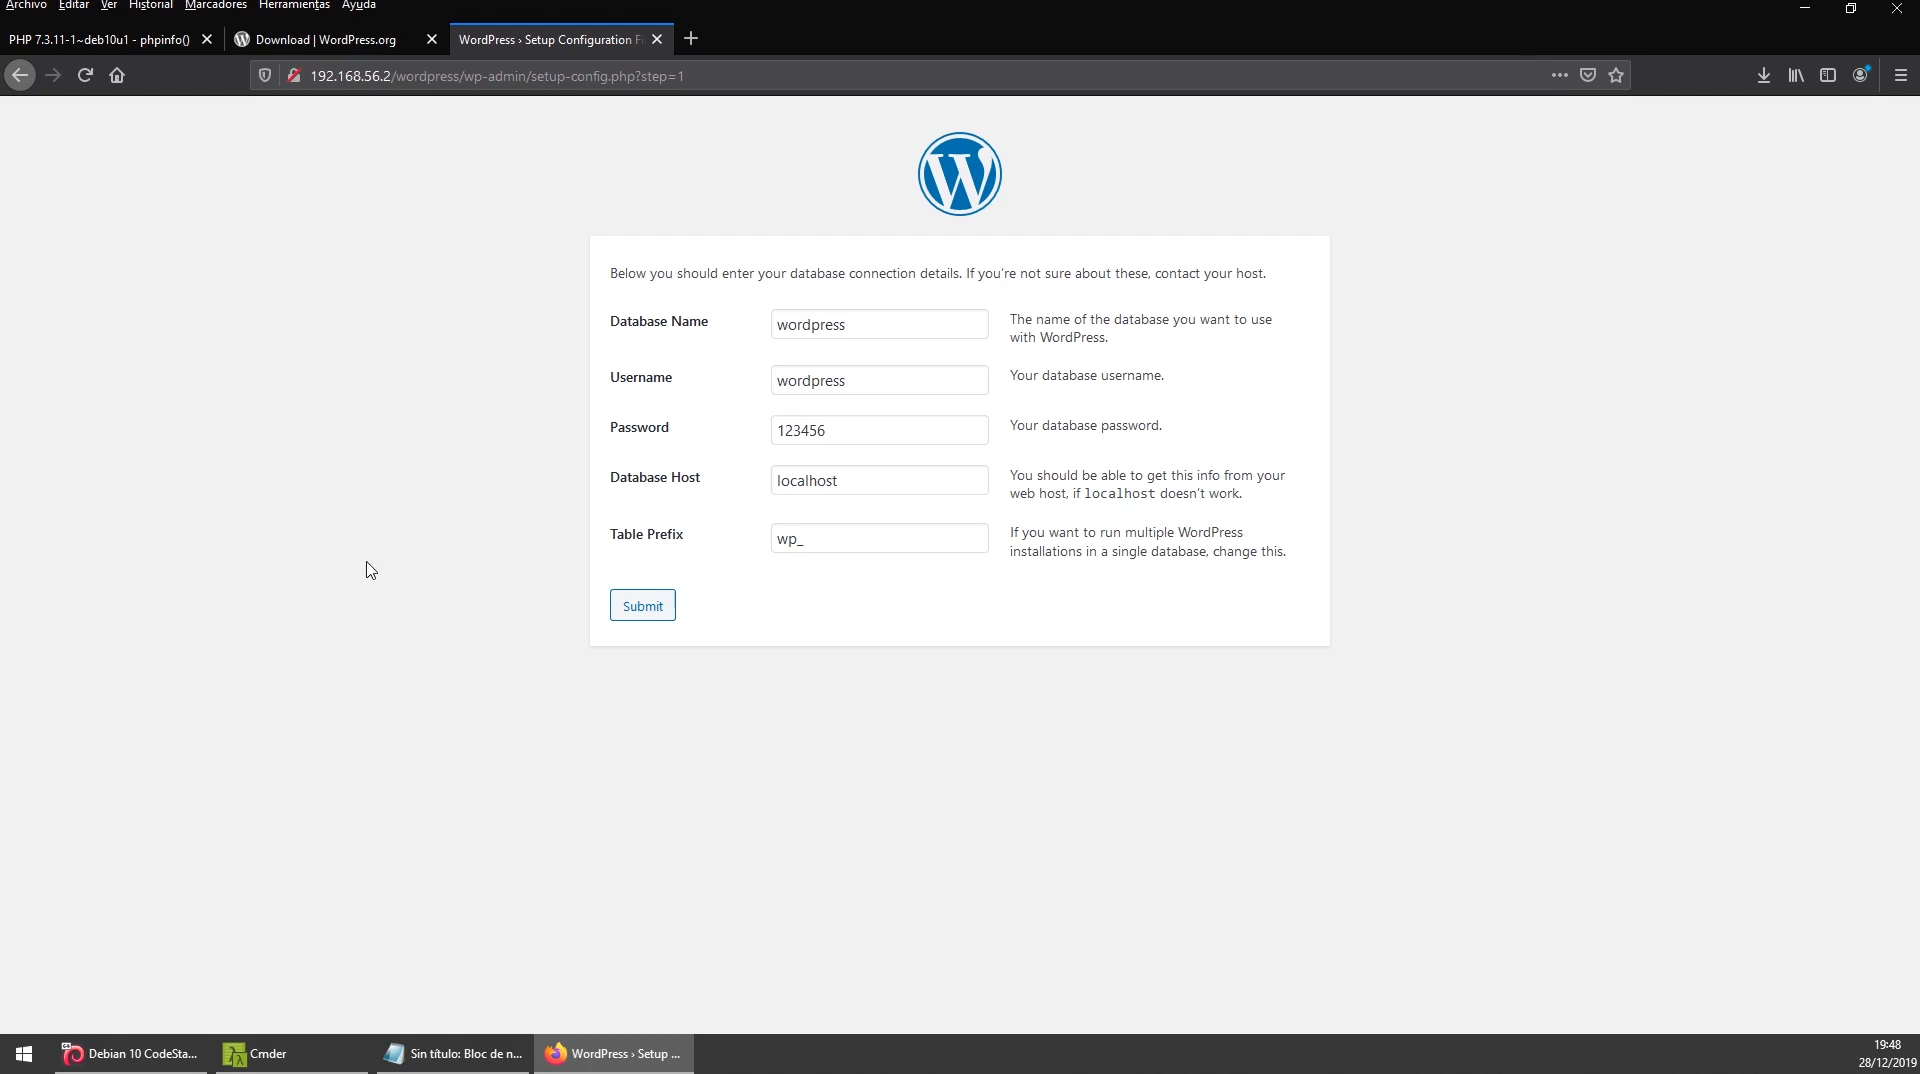 Archivo Editar Ver Historial Marcadores Herramientas Ayuda
PHP 7.3.11-1~deb10u1 - phpinfo() Download | WordPress.org WordPress › Setup Configuration Fi
192.168.56.2/wordpress/wp-admin/setup-config.php?step=1
Below you should enter your database connection details. If you're not sure about these, contact your host.
Database Name wordpress The name of the database you want to use
with WordPress.
Username wordpress Your database username.
Password 123456 Your database password.
Database Host localhost You should be able to get this info from your
web host, if localhost doesn't work.
Table Prefix wp_ If you want to run multiple WordPress
installations in a single database, change this.
Submit
Debian 10 CodeSta... Cmder Sin título: Bloc de n... WordPress › Setup ... 19:48
28/12/2019